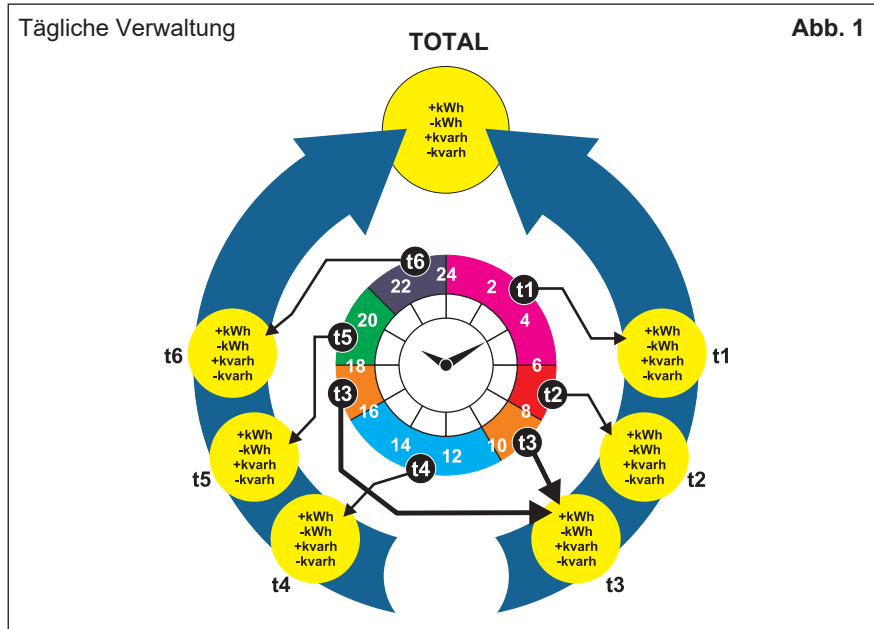 Tägliche Verwaltung
Abb. 1
TOTAL
+kWh
-kWh
+kvarh
-kvarh
t6
24
22
2
t1
20
4
t5
18
6
t3
16
8
t2
14
12
10
t3
t4
+kWh
-kWh
+kvarh
-kvarh
t6
+kWh
-kWh
+kvarh
-kvarh
t1
+kWh
-kWh
+kvarh
-kvarh
t5
+kWh
-kWh
+kvarh
-kvarh
t2
+kWh
-kWh
+kvarh
-kvarh
t4
+kWh
-kWh
+kvarh
-kvarh
t3